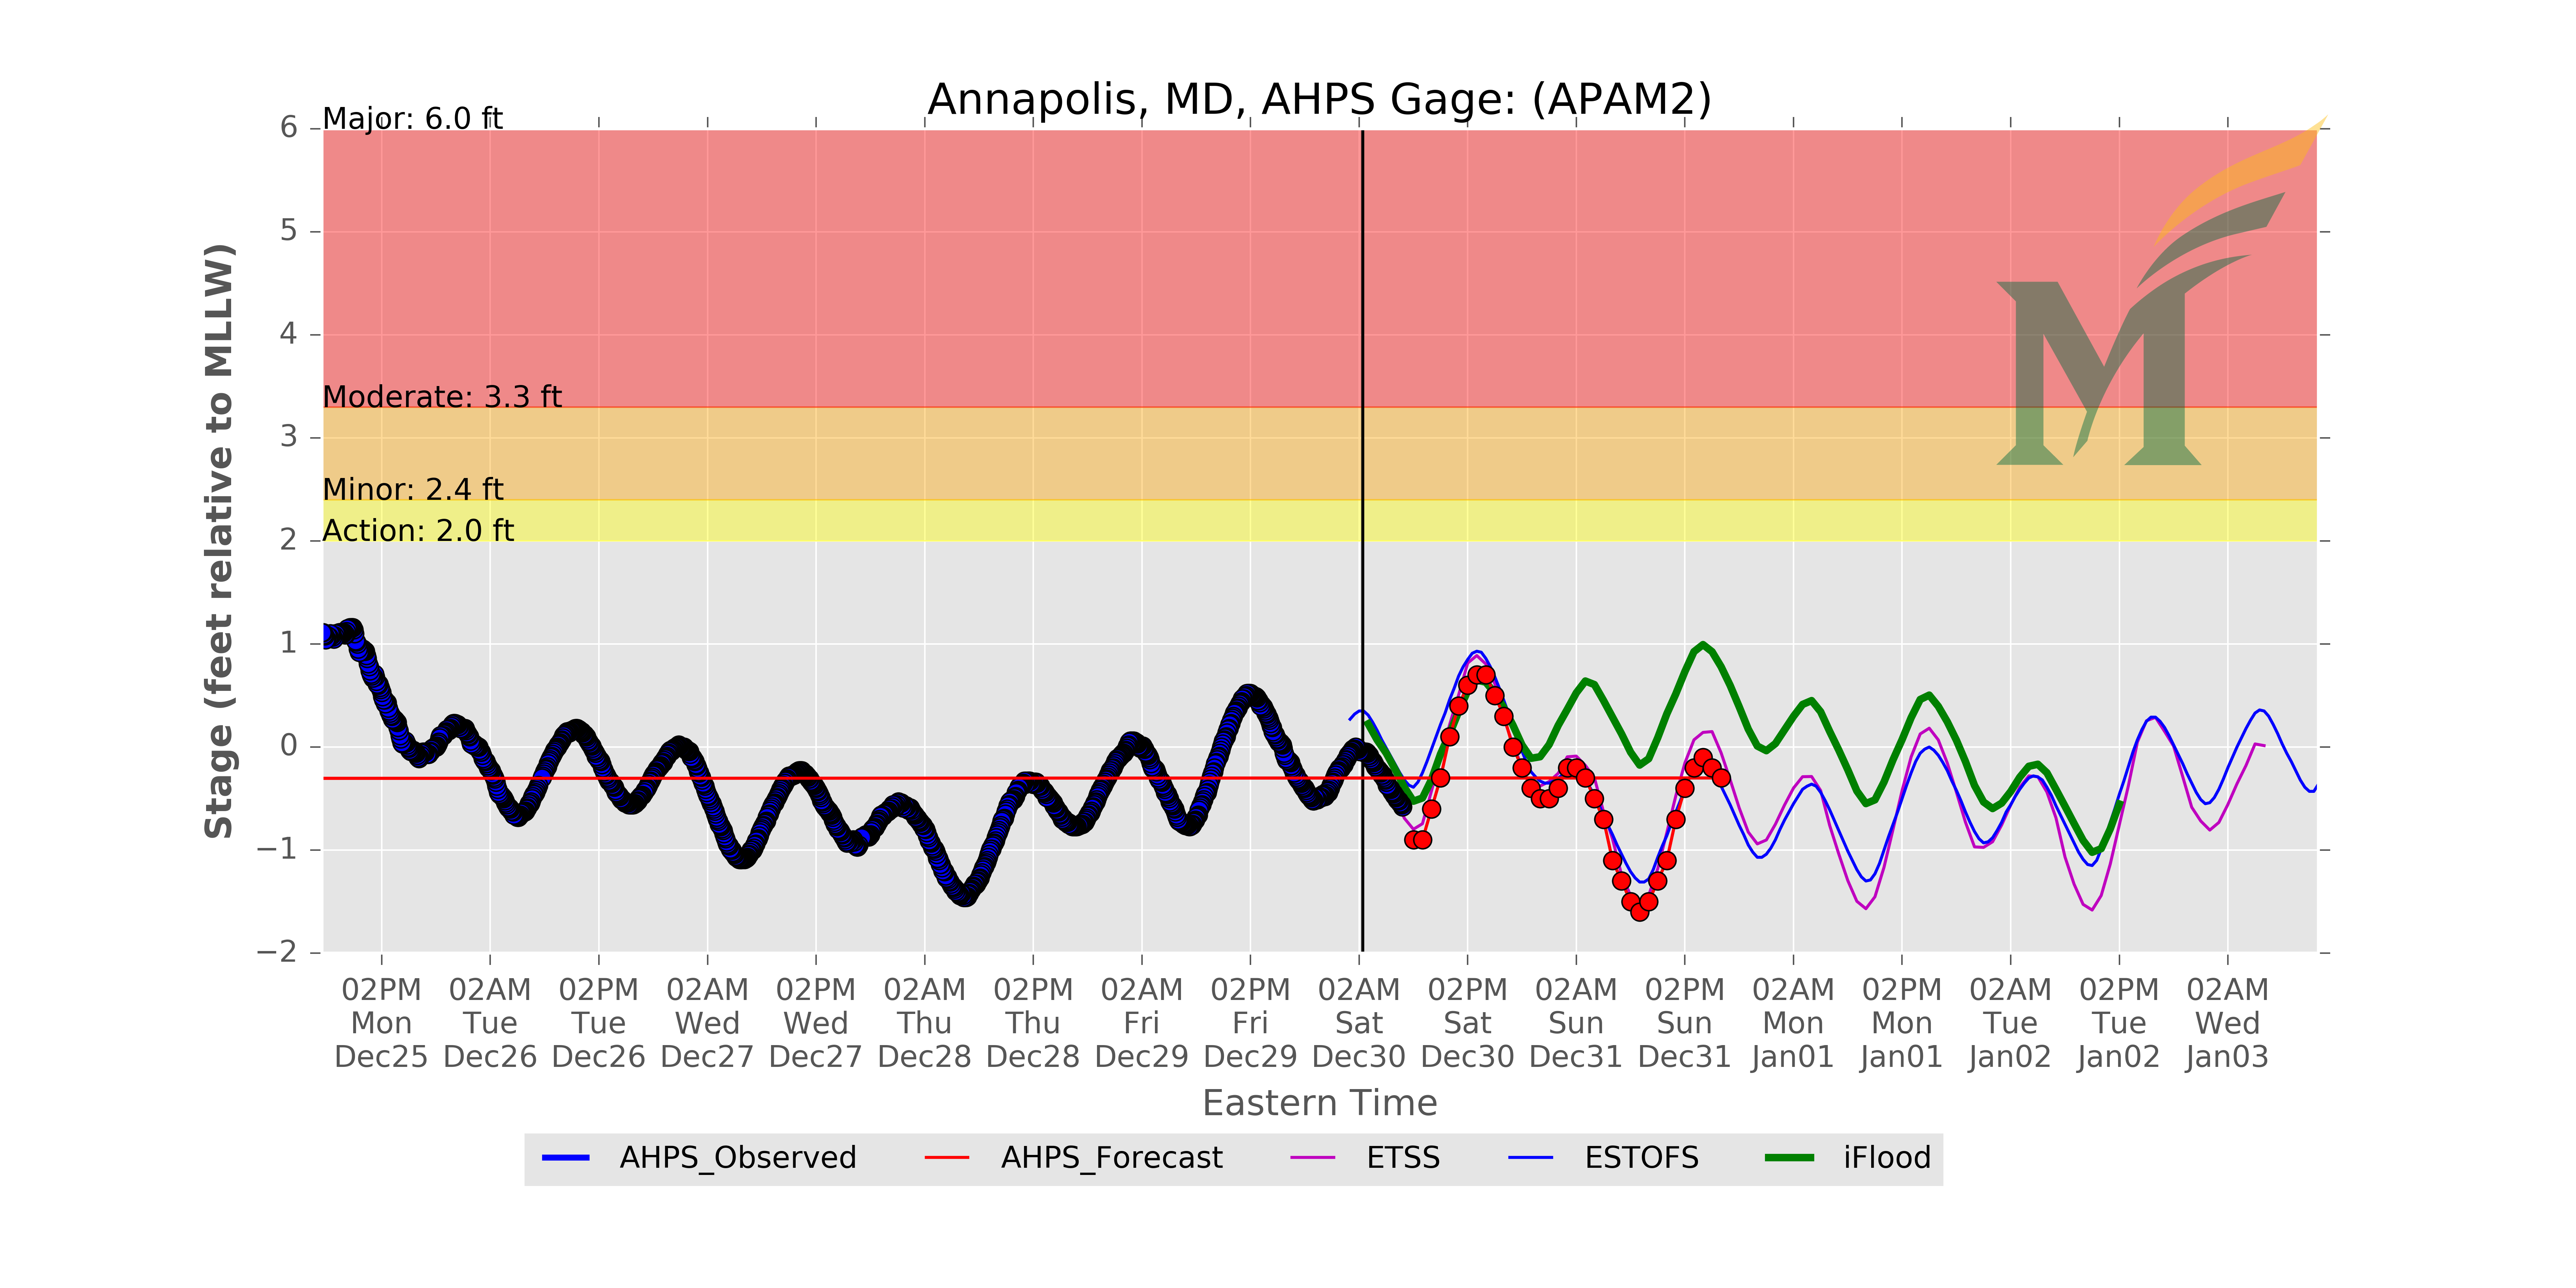 Annapolis, MD, AHPS Gage: (APAM2)
Major: 6.0 ft
Moderate: 3.3 ft
Minor: 2.4 ft
Action: 2.0 ft
6
5
4
3
2
1
0
−1
−2
Stage (feet relative to MLLW)
02PM 02AM 02PM 02AM 02PM 02AM 02PM 02AM 02PM 02AM 02PM 02AM 02PM 02AM 02PM 02AM 02PM 02AM
Mon Tue Tue Wed Wed Thu Thu Fri Fri Sat Sat Sun Sun Mon Mon Tue Tue Wed
Dec25 Dec26 Dec26 Dec27 Dec27 Dec28 Dec28 Dec29 Dec29 Dec30 Dec30 Dec31 Dec31 Jan01 Jan01 Jan02 Jan02 Jan03
Eastern Time
AHPS_Observed AHPS_Forecast ETSS ESTOFS iFlood
M